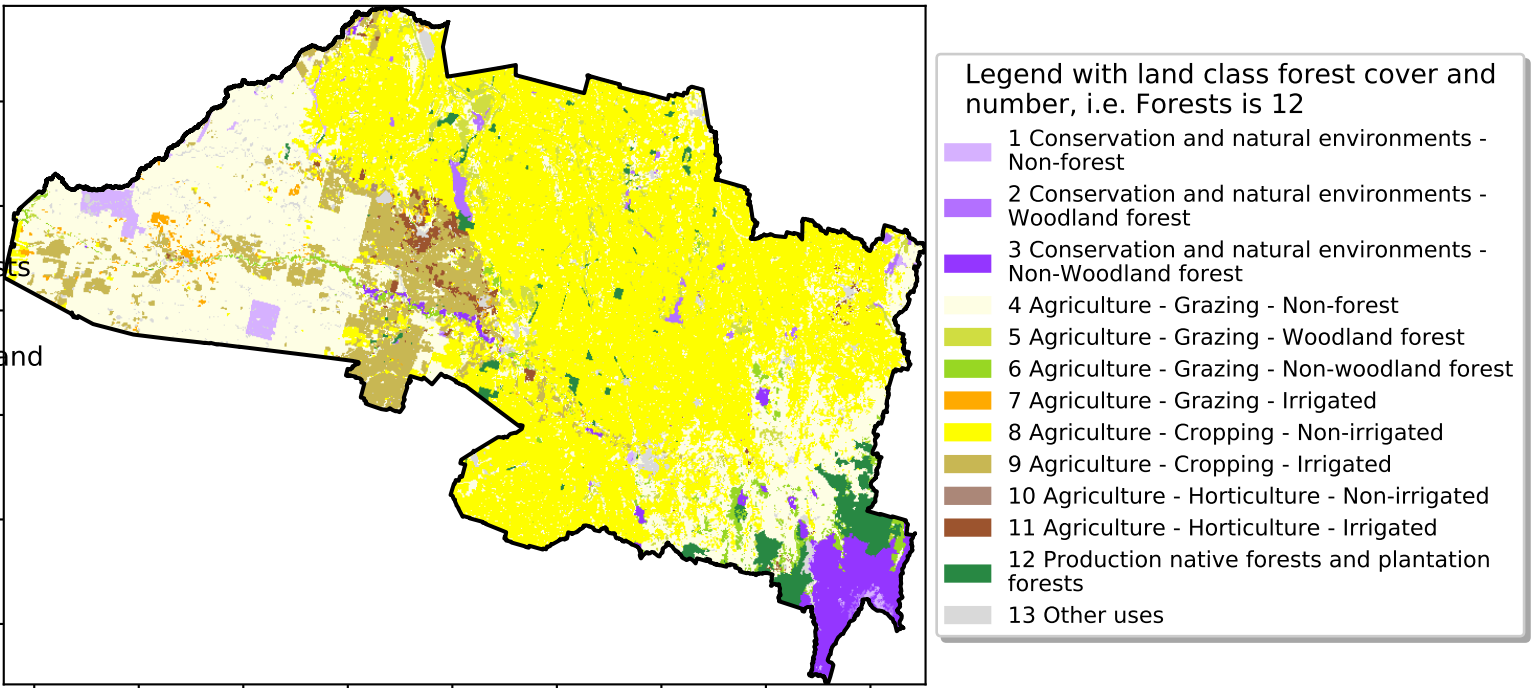 Legend with land class forest cover and
number, i.e. Forests is 12
1 Conservation and natural environments -
Non-forest
2 Conservation and natural environments -
Woodland forest
3 Conservation and natural environments -
Non-Woodland forest
4 Agriculture - Grazing - Non-forest
5 Agriculture - Grazing - Woodland forest
6 Agriculture - Grazing - Non-woodland forest
7 Agriculture - Grazing - Irrigated
8 Agriculture - Cropping - Non-irrigated
9 Agriculture - Cropping - Irrigated
10 Agriculture - Horticulture - Non-irrigated
11 Agriculture - Horticulture - Irrigated
12 Production native forests and plantation
forests
13 Other uses
sts
and